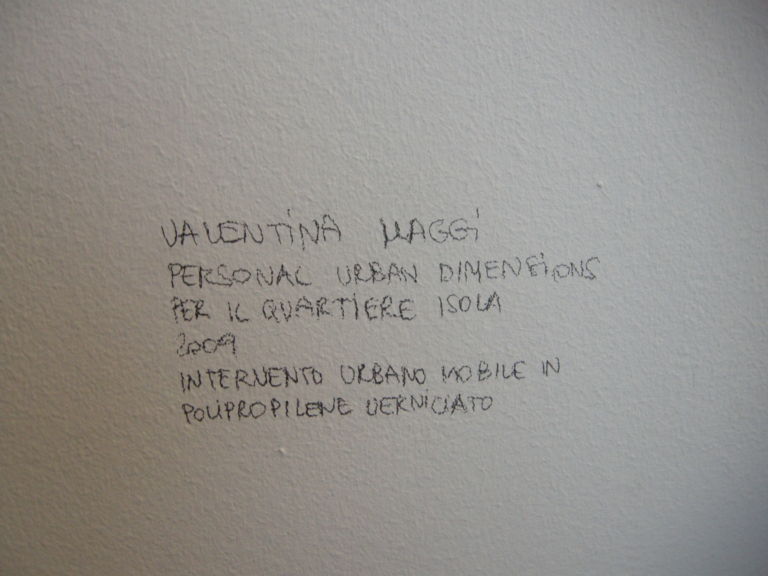 VALENTINA MAGGI
PERSONAL URBAN DIMENSIONS
PER IL QUARTIERE ISOLA
2009
INTERVENTO URBANO MOBILE IN
POLIPROPILENE VERNICIATO